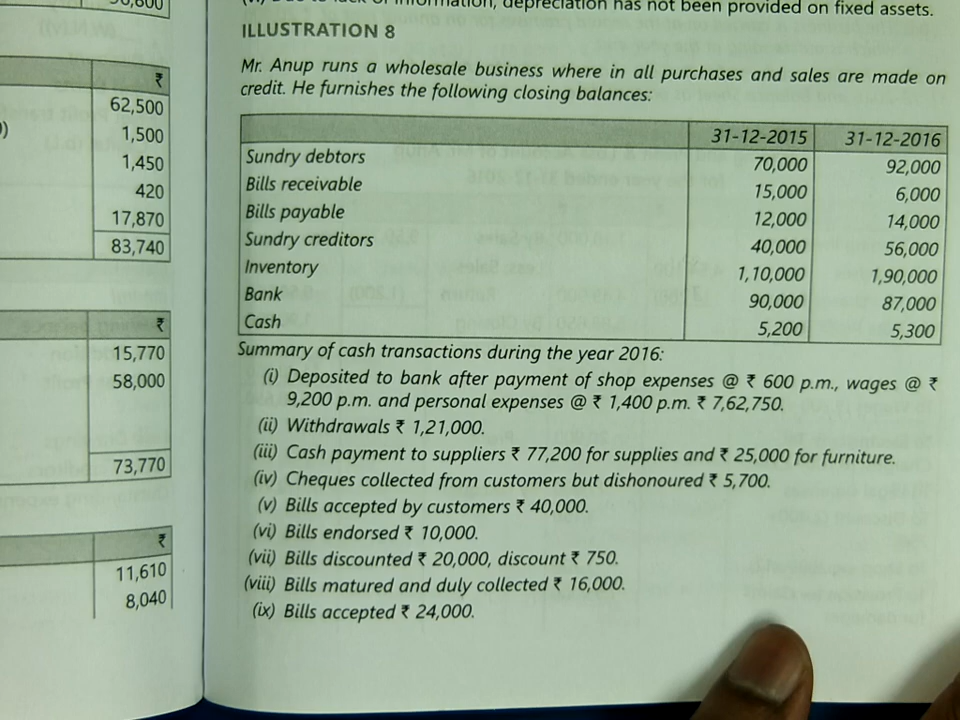 ₹
62,500
1,500
1,450
420
17,870
83,740
₹
15,770
58,000
73,770
₹
11,610
8,040
depreciation has not been provided on fixed assets.
ILLUSTRATION 8
Mr. Anup runs a wholesale business where in all purchases and sales are made on
credit. He furnishes the following closing balances:
31-12-2015 31-12-2016
Sundry debtors 70,000 92,000
Bills receivable 15,000 6,000
Bills payable 12,000 14,000
Sundry creditors 40,000 56,000
Inventory 1,10,000 1,90,000
Bank 90,000 87,000
Cash 5,200 5,300
Summary of cash transactions during the year 2016:
(i) Deposited to bank after payment of shop expenses @ ₹ 600 p.m., wages @ ₹
9,200 p.m. and personal expenses @ ₹ 1,400 p.m. ₹ 7,62,750.
(ii) Withdrawals ₹ 1,21,000.
(iii) Cash payment to suppliers ₹ 77,200 for supplies and ₹ 25,000 for furniture.
(iv) Cheques collected from customers but dishonoured ₹ 5,700.
(v) Bills accepted by customers ₹ 40,000.
(vi) Bills endorsed ₹ 10,000.
(vii) Bills discounted ₹ 20,000, discount ₹ 750.
(viii) Bills matured and duly collected ₹ 16,000.
(ix) Bills accepted ₹ 24,000.